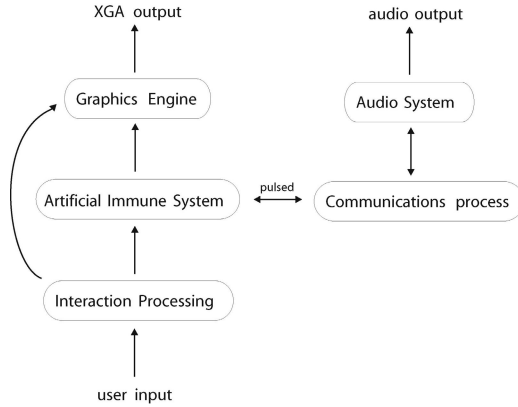 XGA output
audio output
Graphics Engine
Audio System
pulsed
Artificial Immune System
Communications process
Interaction Processing
user input